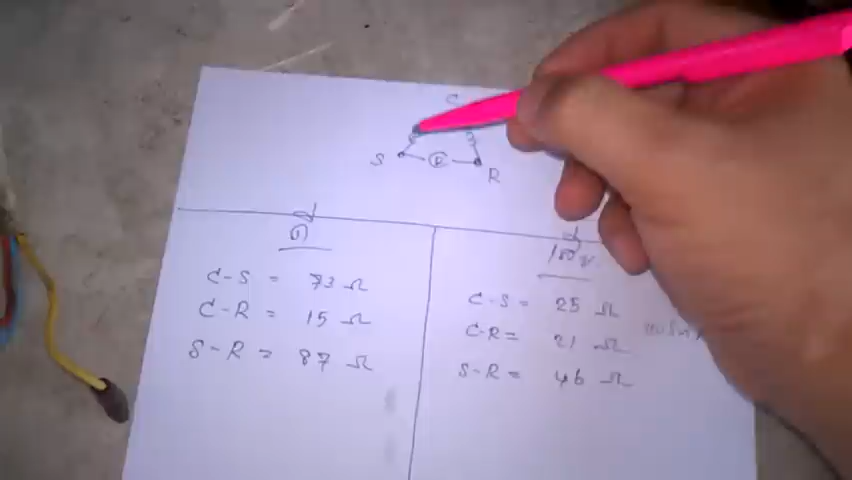 C
S R
C-S = 73 Ω
C-R = 15 Ω
S-R = 87 Ω
C-S = 25 Ω
C-R = 21 Ω
S-R = 46 Ω